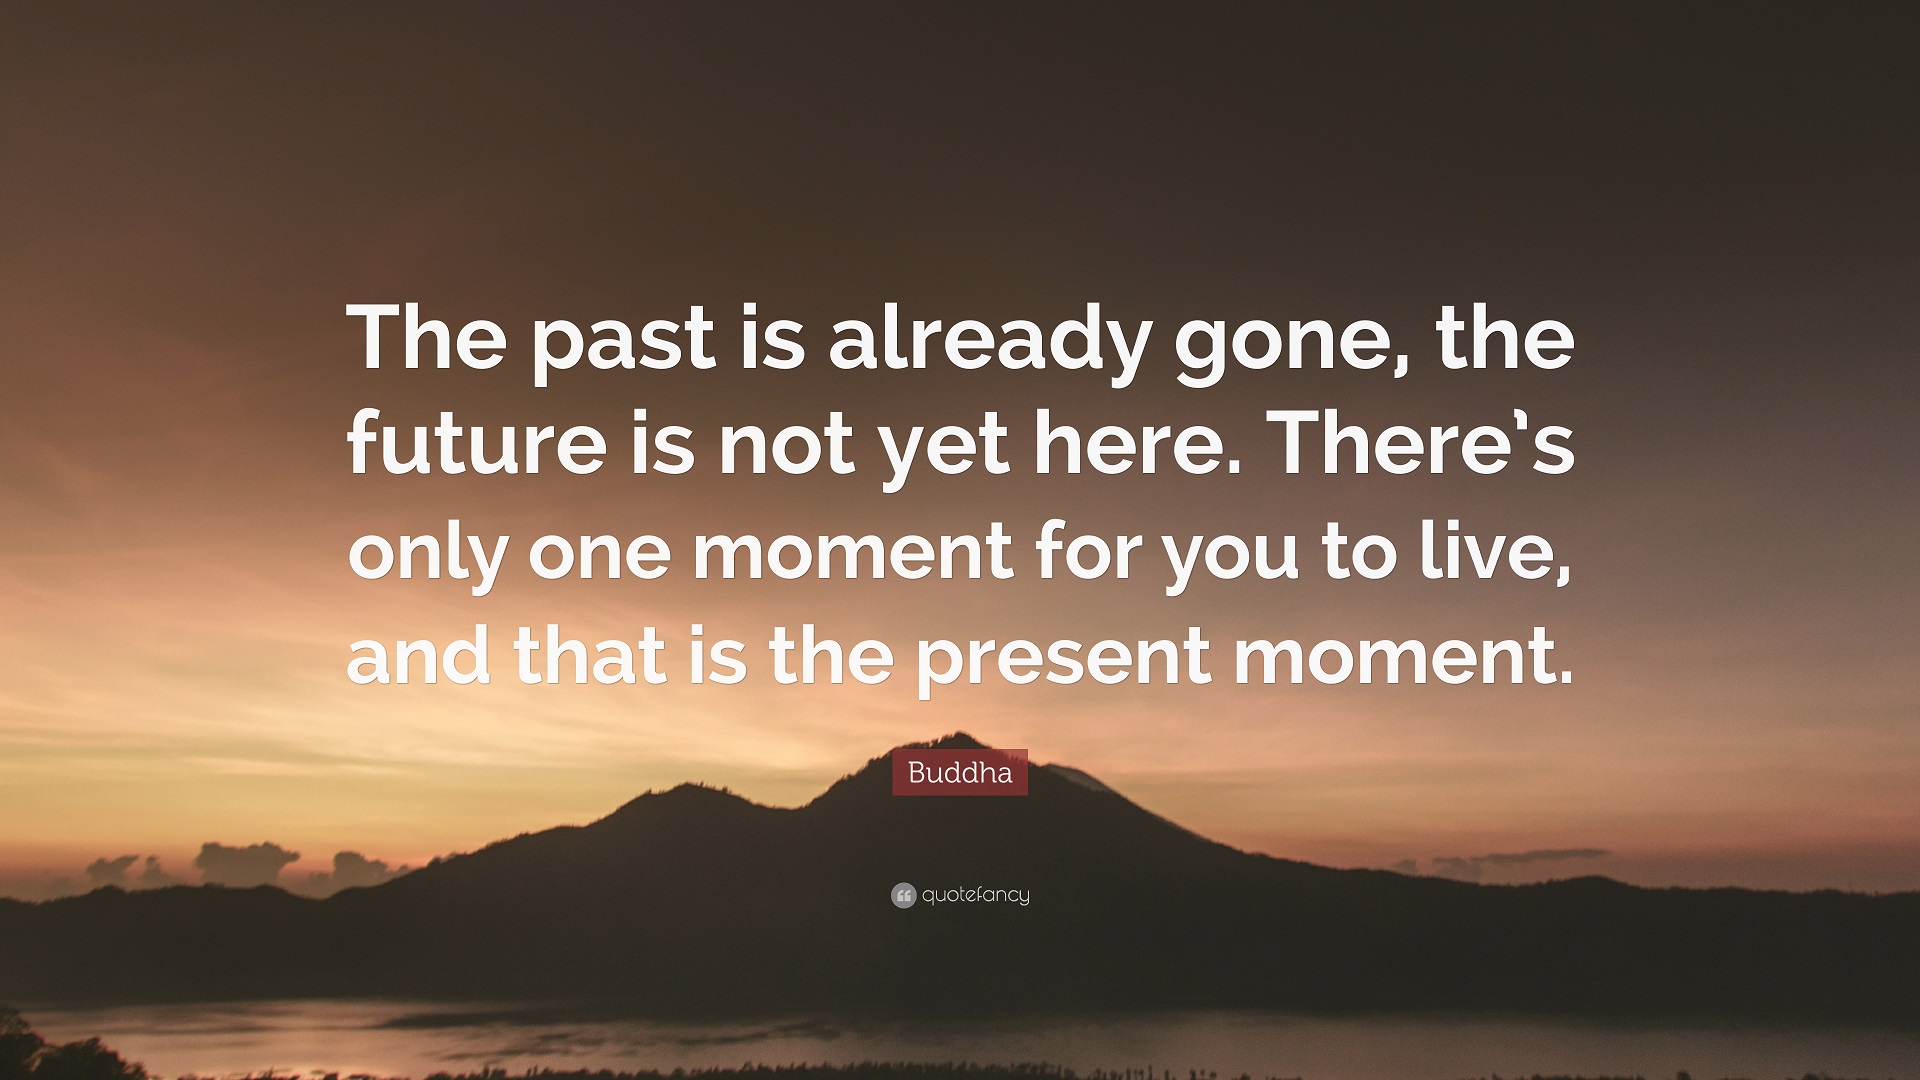 The past is already gone, the
future is not yet here. There’s
only one moment for you to live,
and that is the present moment.
Buddha
quotefancy